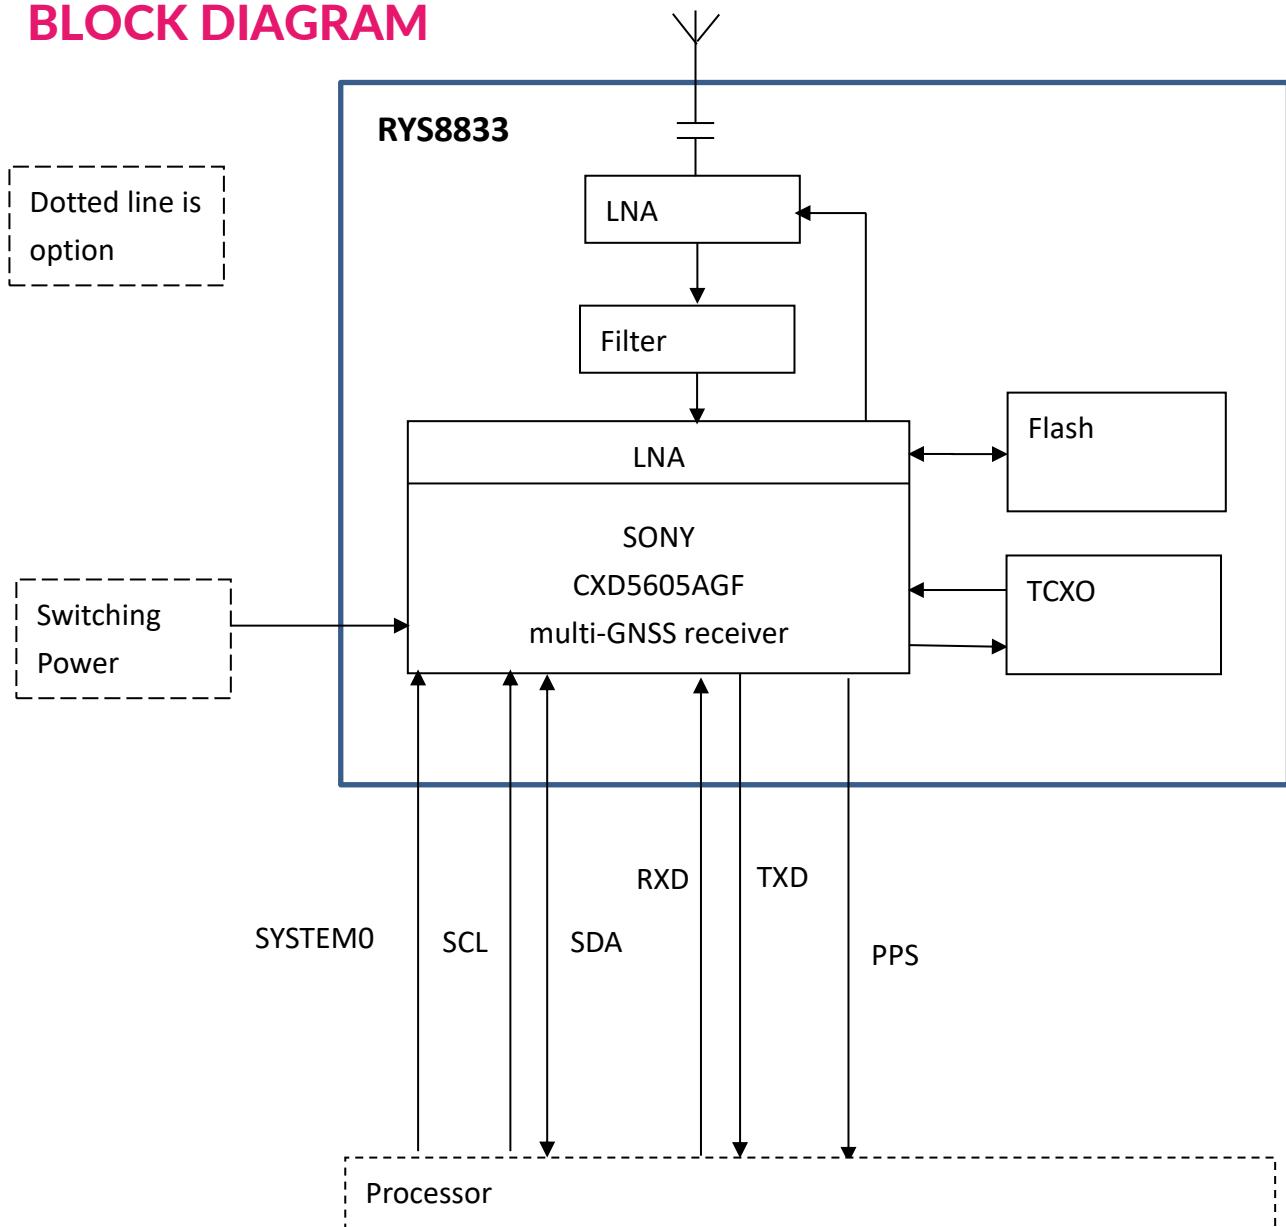 BLOCK DIAGRAM
RYS8833
Dotted line is
option
LNA
Filter
Flash
LNA
SONY
CXD5605AGF
multi-GNSS receiver
TCXO
Switching
Power
RXD
TXD
SYSTEM0
SCL
SDA
PPS
Processor